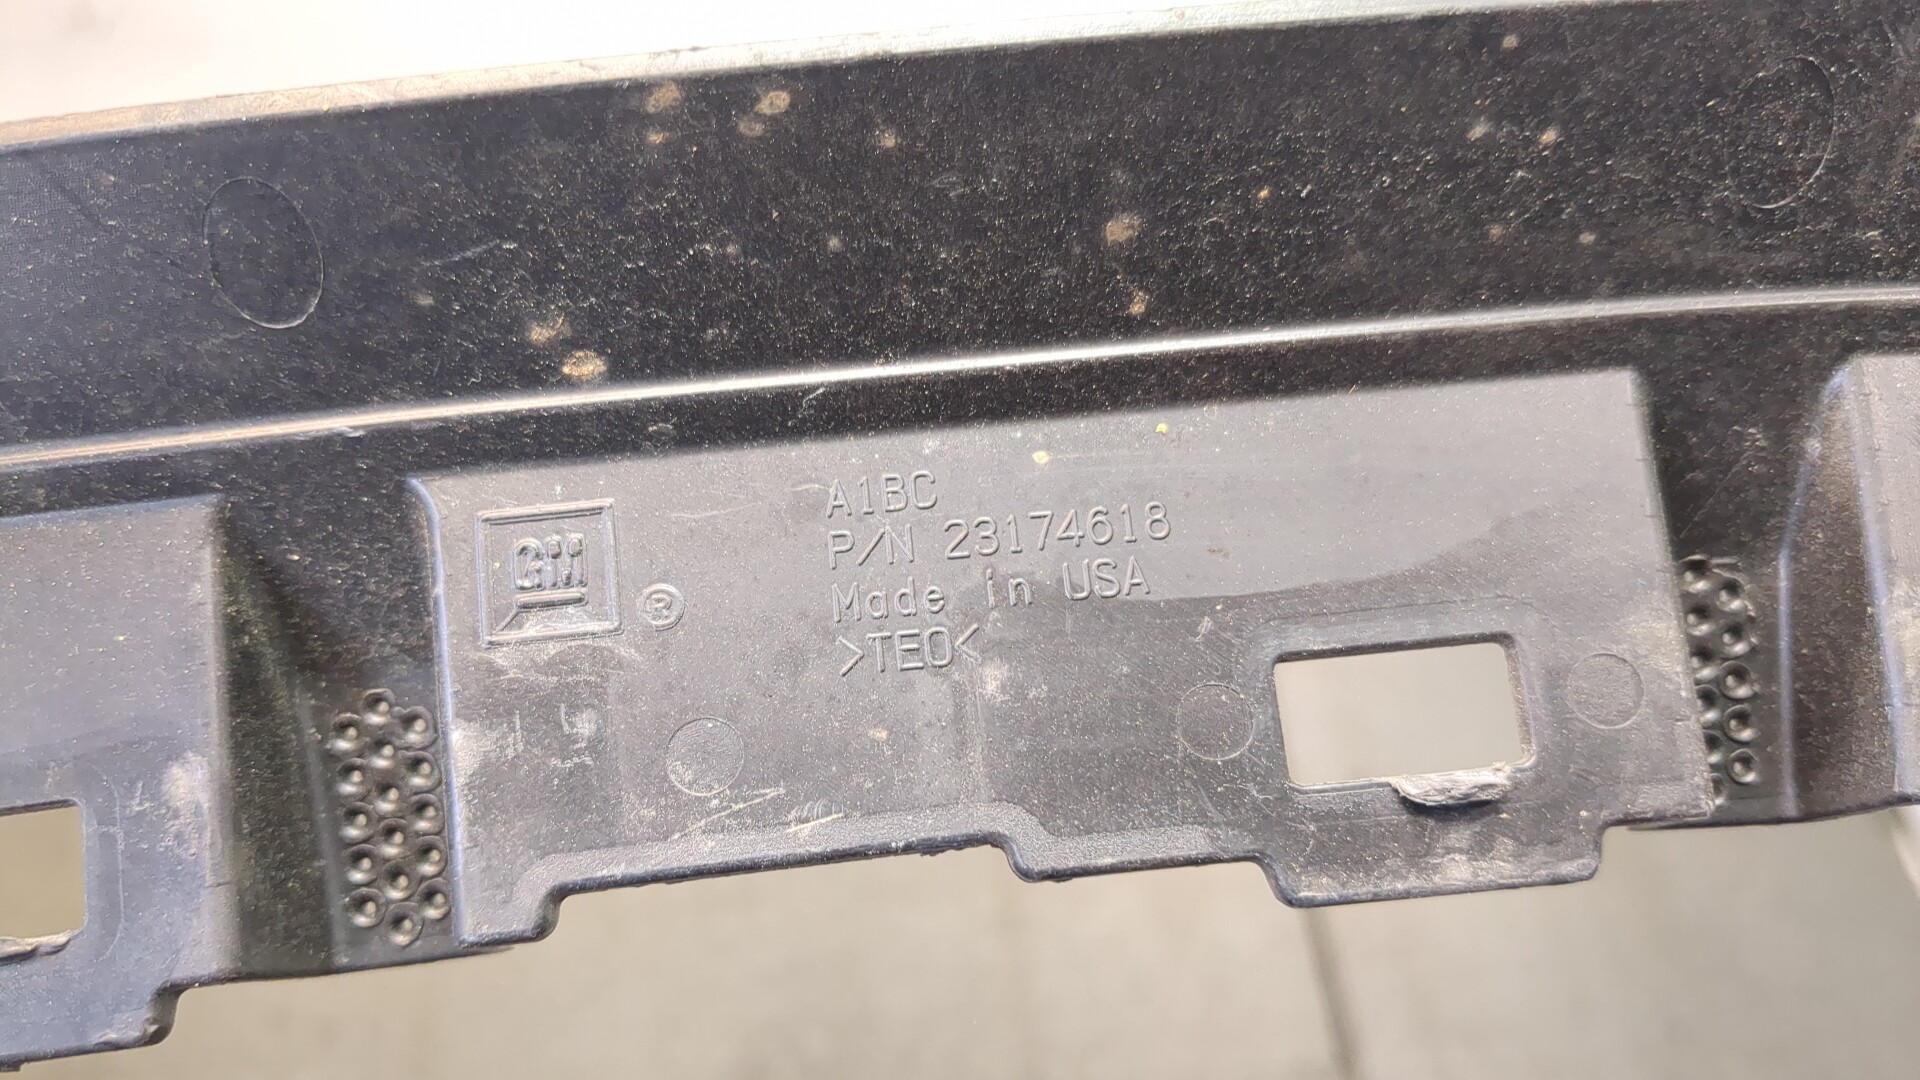 GM ®
A1BC
P/N 23174618
Made in USA
>TEO<